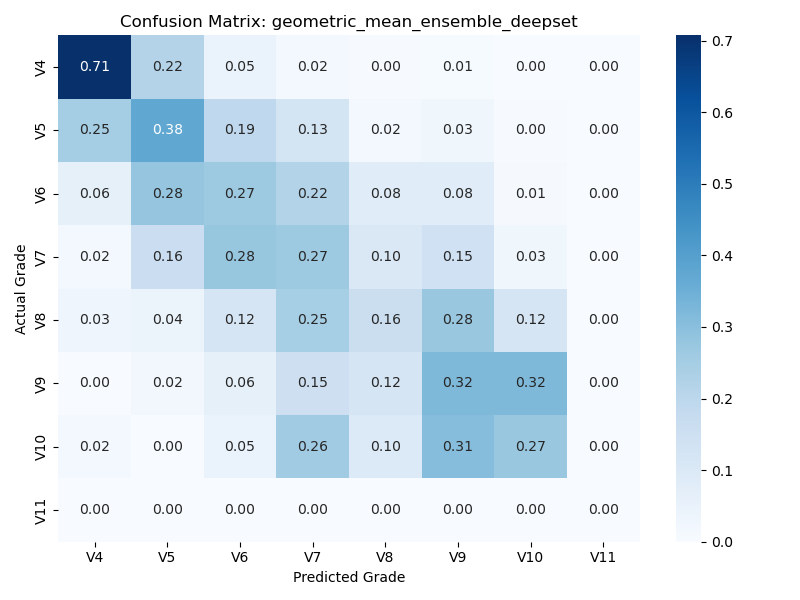 Confusion Matrix: geometric_mean_ensemble_deepset
V4 0.71 0.22 0.05 0.02 0.00 0.01 0.00 0.00
V5 0.25 0.38 0.19 0.13 0.02 0.03 0.00 0.00
V6 0.06 0.28 0.27 0.22 0.08 0.08 0.01 0.00
V7 0.02 0.16 0.28 0.27 0.10 0.15 0.03 0.00
V8 0.03 0.04 0.12 0.25 0.16 0.28 0.12 0.00
V9 0.00 0.02 0.06 0.15 0.12 0.32 0.32 0.00
V10 0.02 0.00 0.05 0.26 0.10 0.31 0.27 0.00
V11 0.00 0.00 0.00 0.00 0.00 0.00 0.00 0.00
V4 V5 V6 V7 V8 V9 V10 V11
Predicted Grade
Actual Grade
0.7
0.6
0.5
0.4
0.3
0.2
0.1
0.0